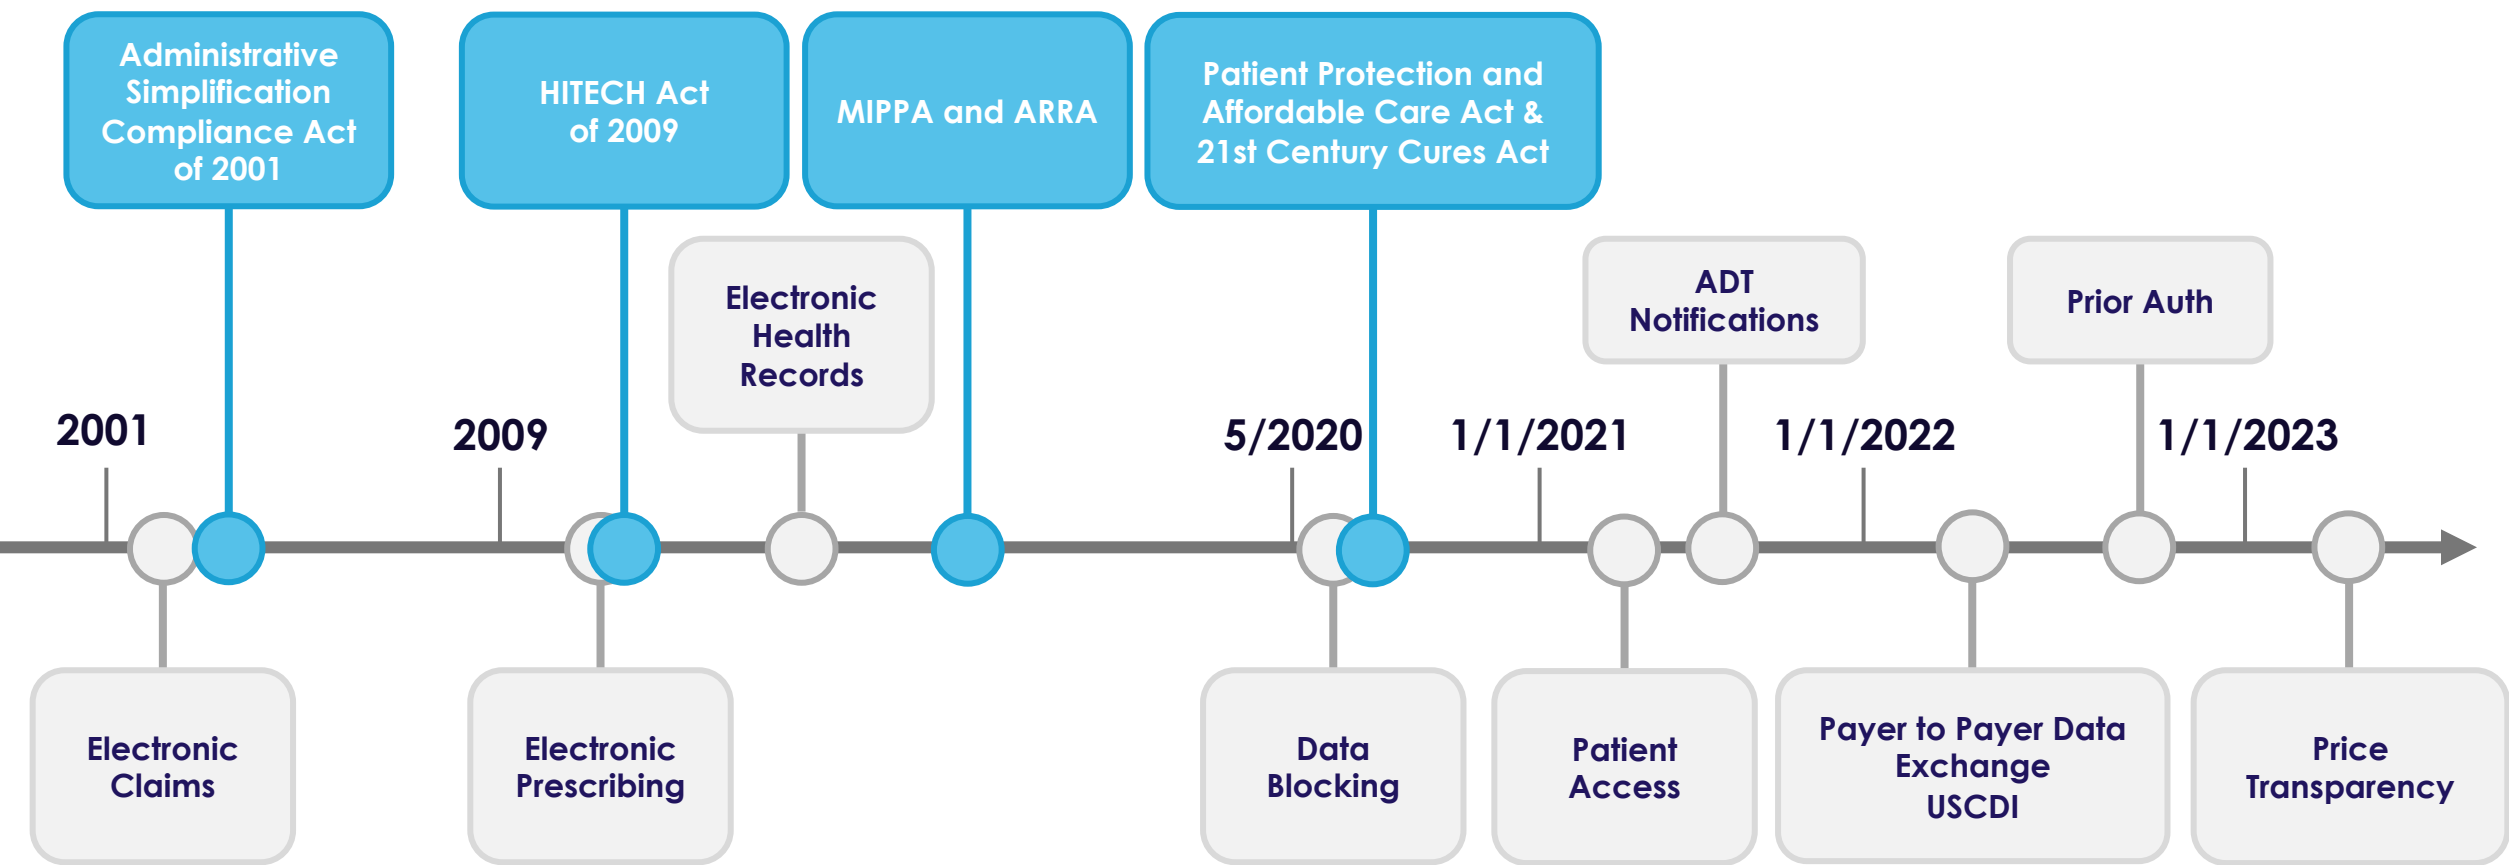 Administrative
Simplification
Compliance Act
of 2001
HITECH Act
of 2009
MIPPA and ARRA
Patient Protection and
Affordable Care Act &
21st Century Cures Act
Electronic
Health
Records
ADT
Notifications
Prior Auth
2001
2009
5/2020
1/1/2021
1/1/2022
1/1/2023
Electronic
Claims
Electronic
Prescribing
Data
Blocking
Patient
Access
Payer to Payer Data
Exchange
USCDI
Price
Transparency